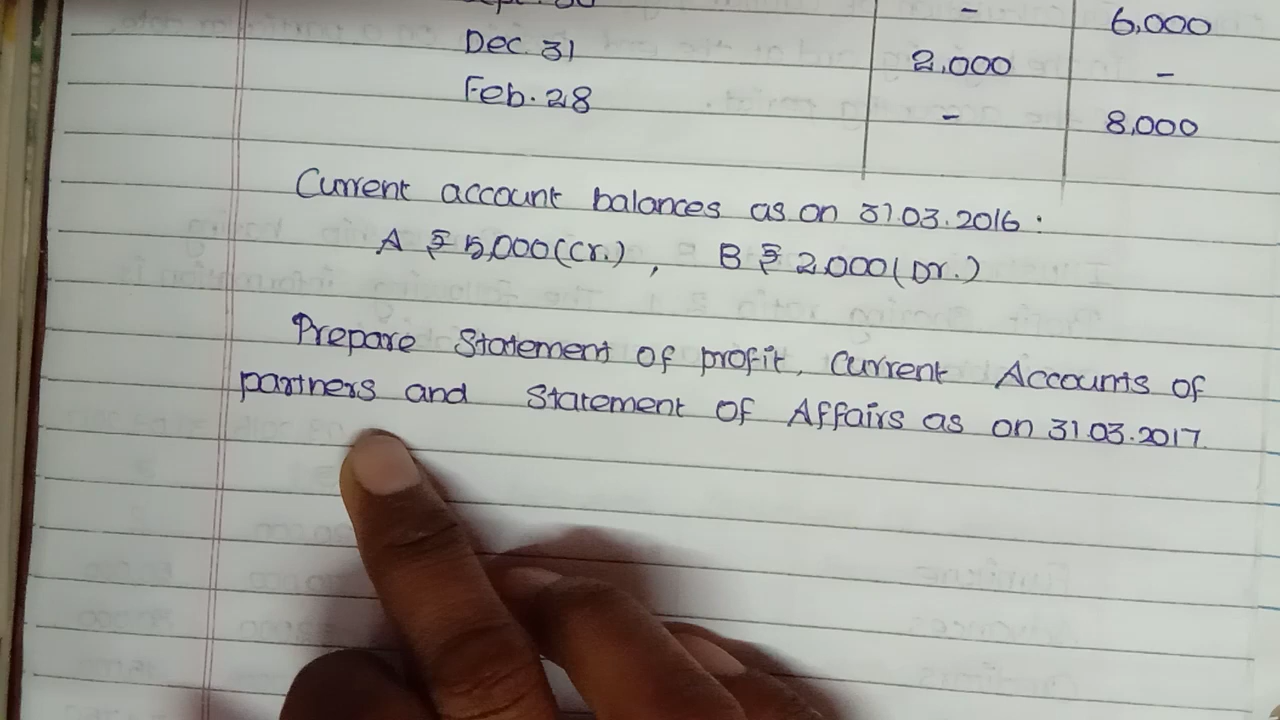 - 6,000
Dec. 31 2,000 -
Feb. 28 - 8,000
Current account balances as on 31.03.2016:
A ₹ 5,000 (Cr.), B ₹ 2,000 (Dr.)
Prepare Statement of profit, Current Accounts of
partners and Statement of Affairs as on 31.03.2017.